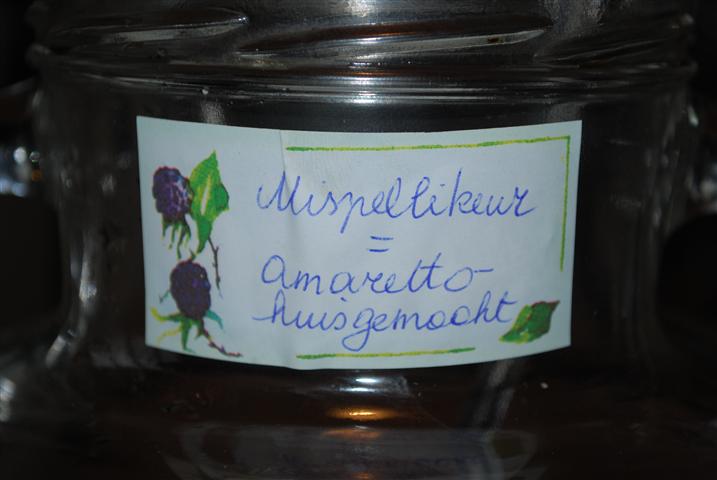 Mispellikeur
=
amaretto-
huisgemaakt